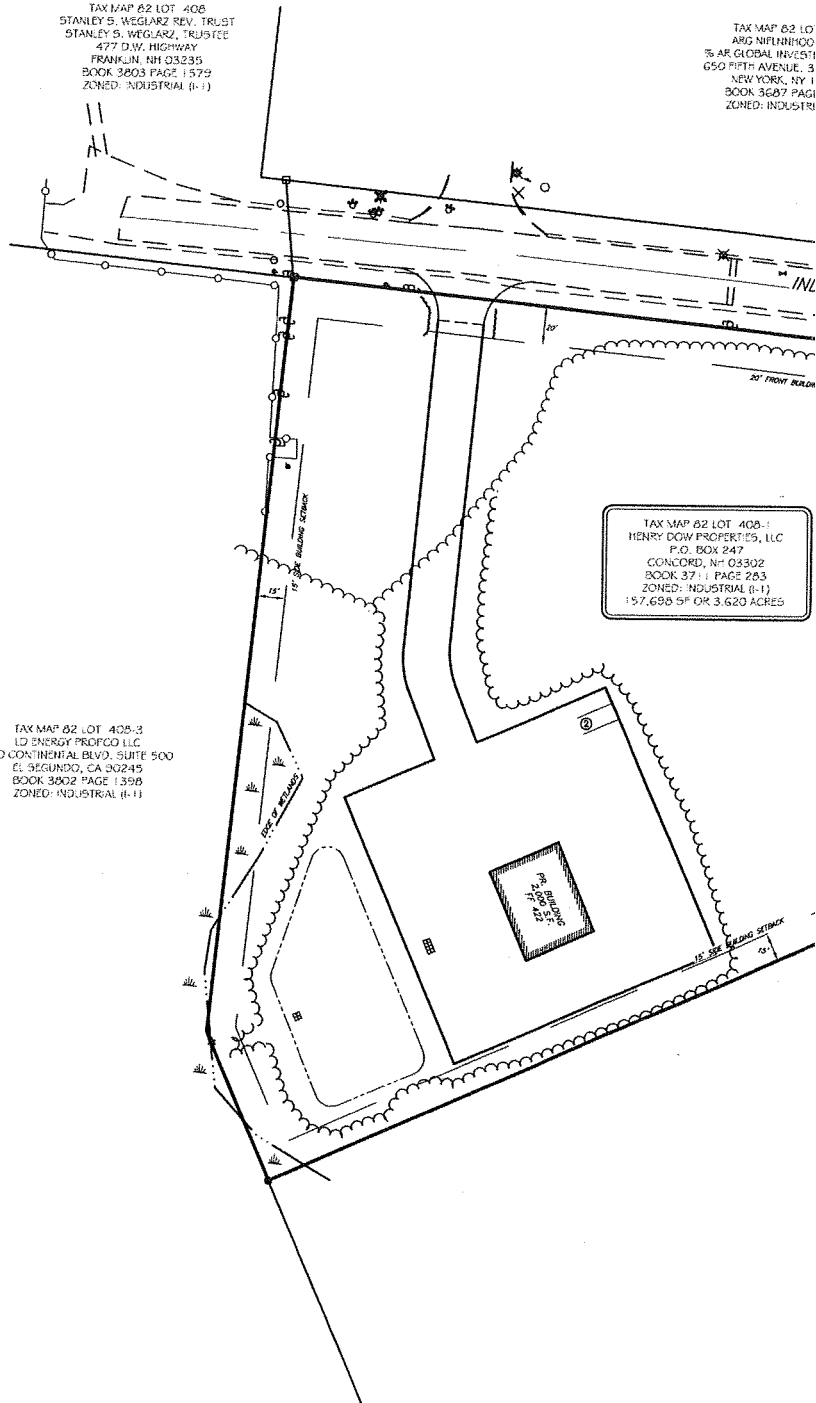 TAX MAP 82 LOT 408
STANLEY S. WEGLARZ REV. TRUST
STANLEY S. WEGLARZ, TRUSTEE
477 D.W. HIGHWAY
FRANKLIN, NH 03235
BOOK 3803 PAGE 1579
ZONED: INDUSTRIAL (I-1)
TAX MAP 82 LOT
% AR GLOBAL
650 FIFTH AVENUE, 3
NEW YORK, NY 1
BOOK 3687 PAGE
ZONED: INDUSTRI
IND
20'
20' FRONT BUILDIN
15' SIDE BUILDING SETBACK
15'
TAX MAP 82 LOT 408-1
HENRY DOW PROPERTIES, LLC
P.O. BOX 247
CONCORD, NH 03302
BOOK 3711 PAGE 283
ZONED: INDUSTRIAL (I-1)
157,698 SF OR 3.620 ACRES
TAX MAP 82 LOT 408-3
LD ENERGY PROPCO LLC
0 CONTINENTAL BLVD. SUITE 500
EL SEGUNDO, CA 90245
BOOK 3802 PAGE 1398
ZONED: INDUSTRIAL (I-1)
2
EDGE OF WETLANDS
PR. BUILDING
2,000 S.F.
FF 422
15' SIDE BUILDING SETBACK
15'